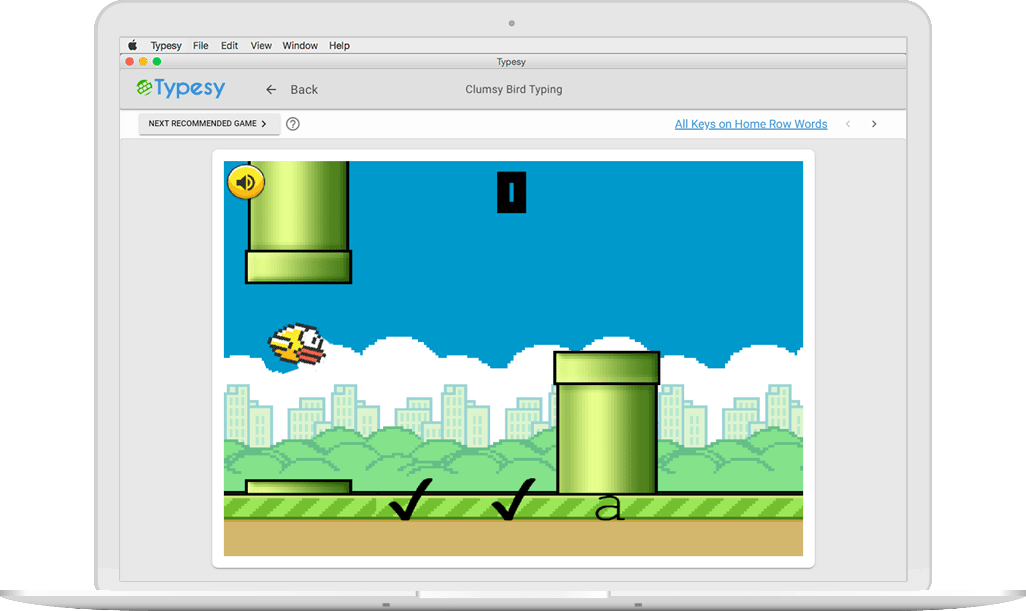 Typesy File Edit View Window Help
Typesy
Typesy ← Back Clumsy Bird Typing
NEXT RECOMMENDED GAME > ? All Keys on Home Row Words < >
a